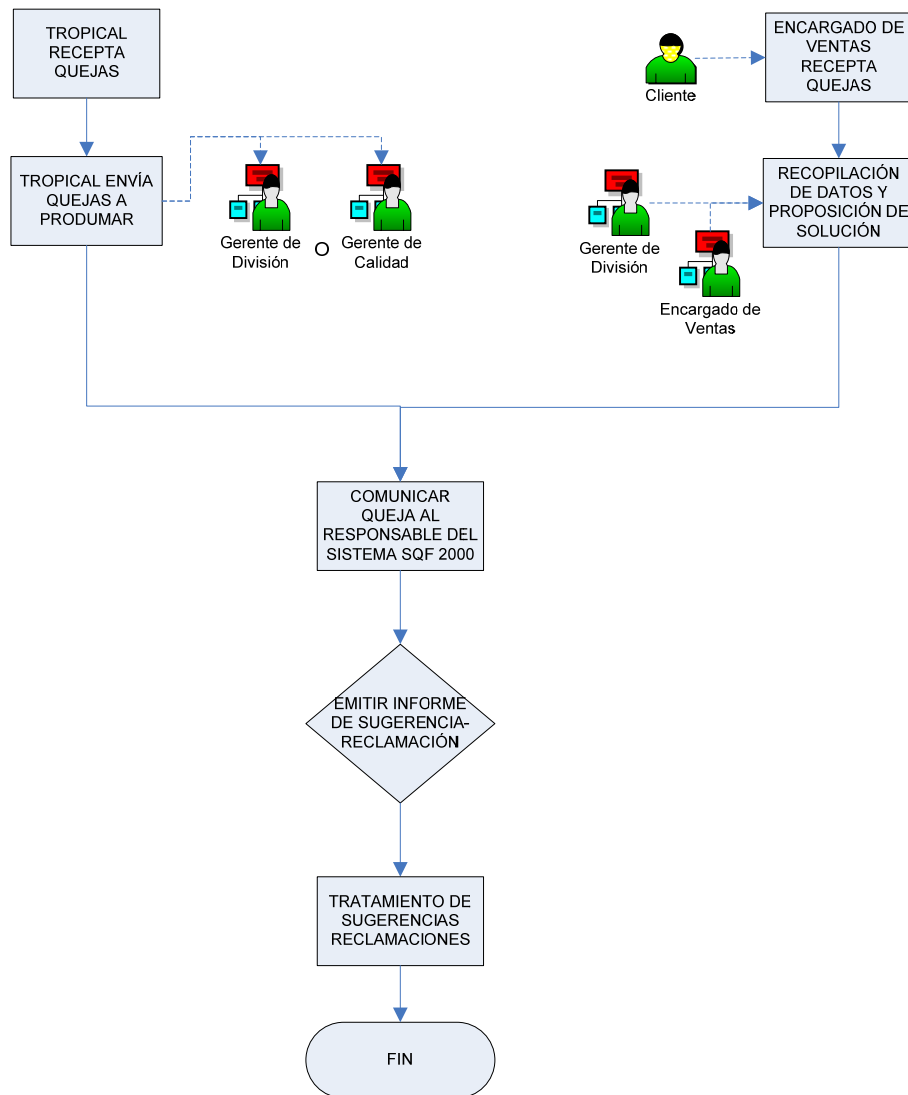 TROPICAL
RECEPTA
QUEJAS
ENCARGADO DE
VENTAS
RECEPTA
QUEJAS
Cliente
TROPICAL ENVÍA
QUEJAS A
PRODUMAR
Gerente de
División
O
Gerente de
Calidad
Gerente de
División
Encargado de
Ventas
RECOPILACIÓN
DE DATOS Y
PROPOSICIÓN DE
SOLUCIÓN
COMUNICAR
QUEJA AL
RESPONSABLE DEL
SISTEMA SQF 2000
EMITIR INFORME
DE SUGERENCIA-
RECLAMACIÓN
TRATAMIENTO DE
SUGERENCIAS
RECLAMACIONES
FIN